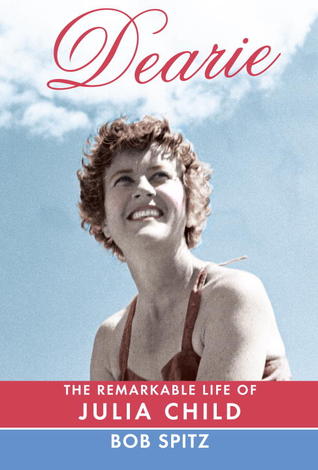 Dearie
THE REMARKABLE LIFE OF
JULIA CHILD
BOB SPITZ